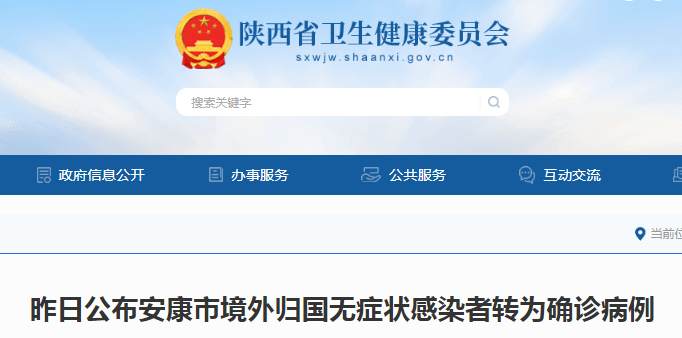 陕西省卫生健康委员会
sxwjw.shaanxi.gov.cn
搜索关键字
政府信息公开 办事服务 公共服务 互动交流
当前位
昨日公布安康市境外归国无症状感染者转为确诊病例